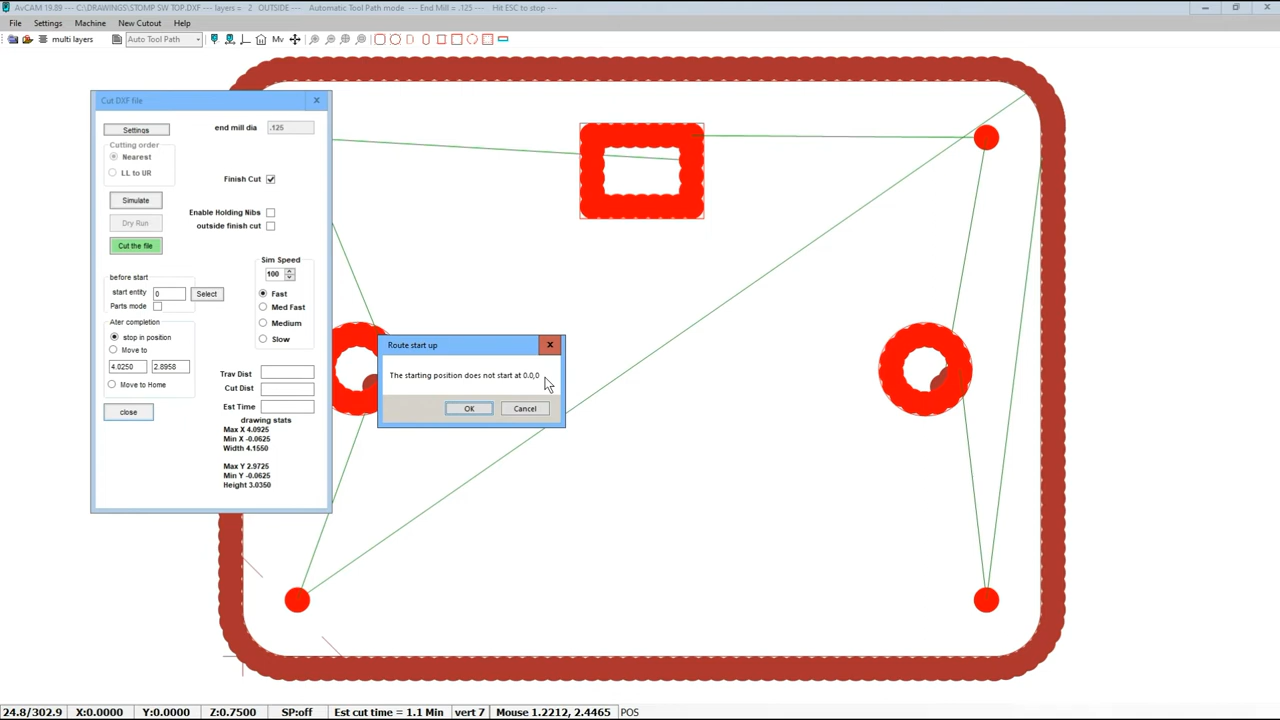 AvCAM 19.89 --- C:\DRAWINGS\STOMP SW TOP.DXF -- layers = 2 OUTSIDE --- Automatic Tool Path mode --- End Mill = .125 Hit ESC to stop ---
File Settings Machine New Cutout Help
multi layers Auto Tool Path Mv
Cut DXF file
Settings
end mill dia .125
Cutting order
Nearest
LL to UR
Finish Cut
Simulate
Enable Holding Nibs
Dry Run
outside finish cut
Cut the file
Sim Speed
100
before start
start entity 0 Select
Fast
Parts mode
Med Fast
Ater completion
Medium
stop in position
Slow
Move to
4.0250 2.8958
Trav Dist
Move to Home
Cut Dist
Est Time
close
drawing stats
Max X 4.0925
Min X -0.0625
Width 4.1550
Max Y 2.9725
Min Y -0.0625
Height 3.0350
Route start up
The starting position does not start at 0.0,0
OK Cancel
24.8/302.9 X:0.0000 Y:0.0000 Z:0.7500 SP:off Est cut time = 1.1 Min vert 7 Mouse 1.2212, 2.4465 POS